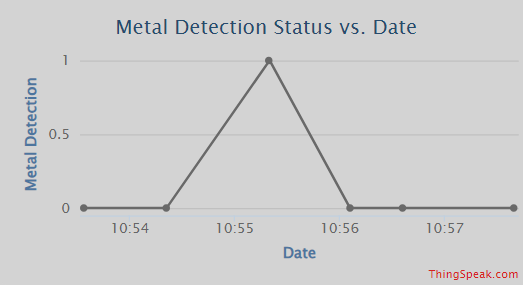 Metal Detection Status vs. Date
Metal Detection
1
0.5
0
10:54 10:55 10:56 10:57
Date
ThingSpeak.com